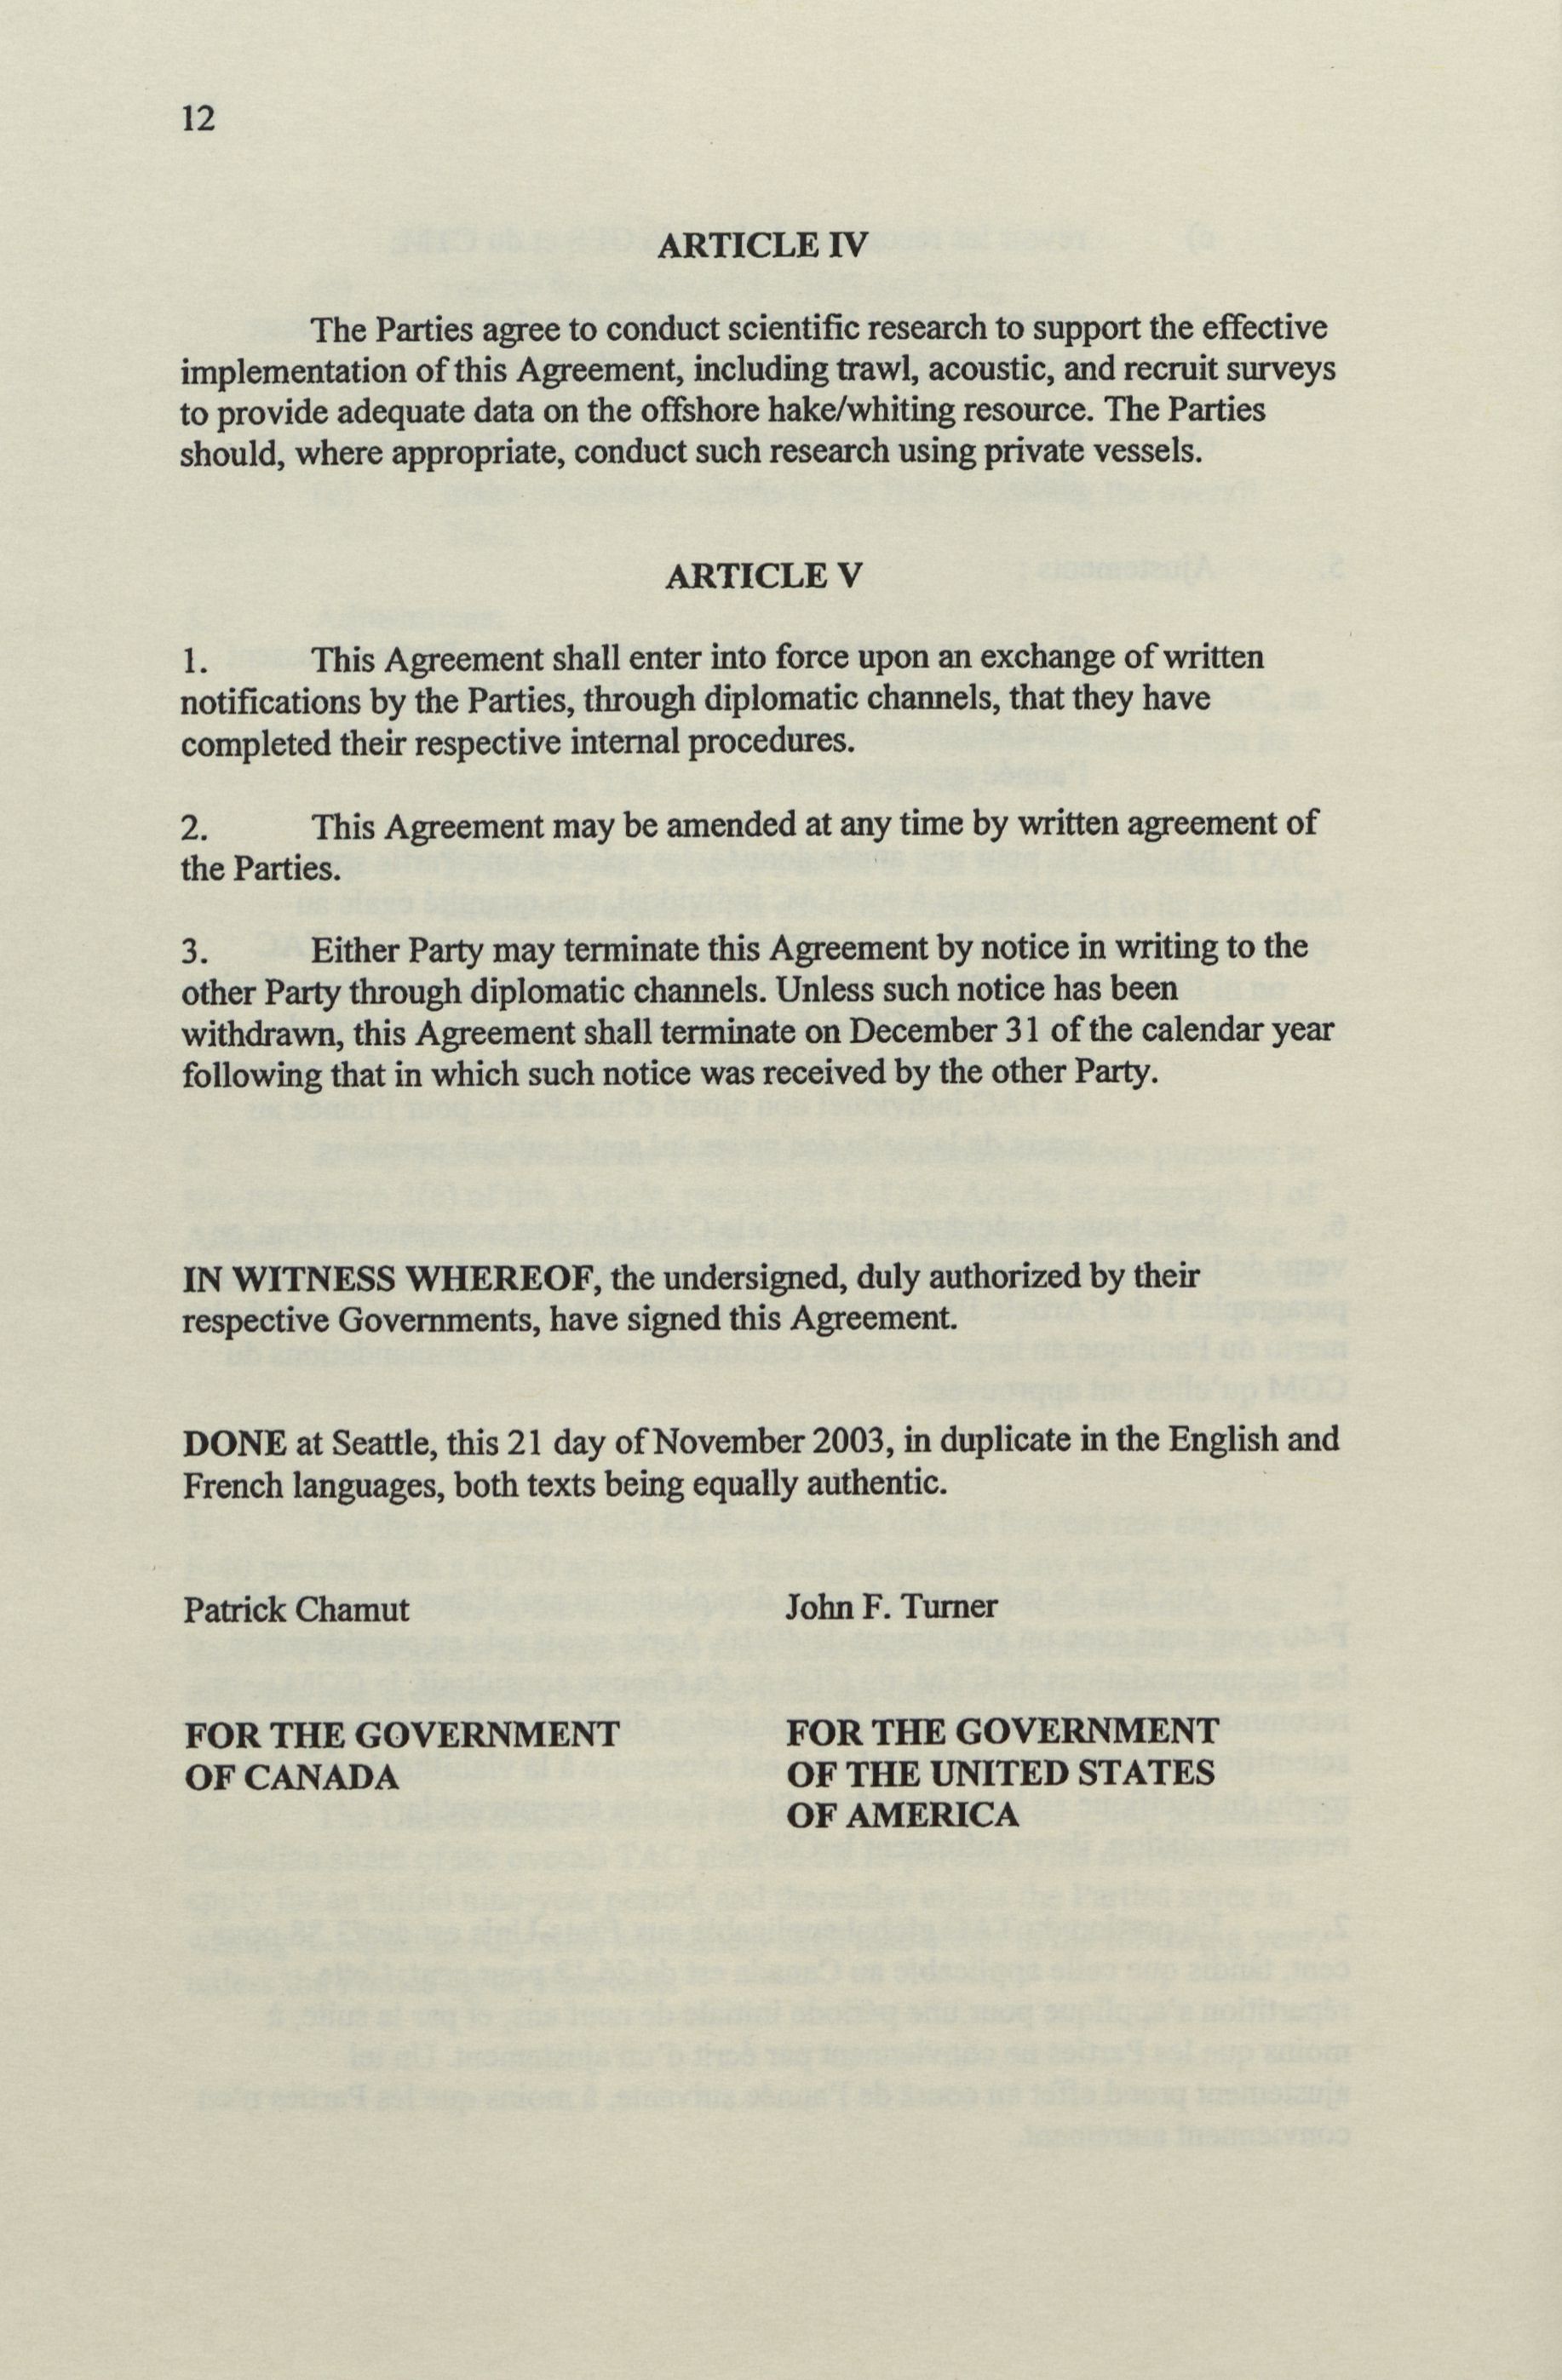 12
ARTICLE IV
The Parties agree to conduct scientific research to support the effective
implementation of this Agreement, including trawl, acoustic, and recruit surveys
to provide adequate data on the offshore hake/whiting resource. The Parties
should, where appropriate, conduct such research using private vessels.
ARTICLE V
1. This Agreement shall enter into force upon an exchange of written
notifications by the Parties, through diplomatic channels, that they have
completed their respective internal procedures.
2. This Agreement may be amended at any time by written agreement of
the Parties.
3. Either Party may terminate this Agreement by notice in writing to the
other Party through diplomatic channels. Unless such notice has been
withdrawn, this Agreement shall terminate on December 31 of the calendar year
following that in which such notice was received by the other Party.
IN WITNESS WHEREOF, the undersigned, duly authorized by their
respective Governments, have signed this Agreement.
DONE at Seattle, this 21 day of November 2003, in duplicate in the English and
French languages, both texts being equally authentic.
Patrick Chamut
John F. Turner
FOR THE GOVERNMENT
OF CANADA
FOR THE GOVERNMENT
OF THE UNITED STATES
OF AMERICA